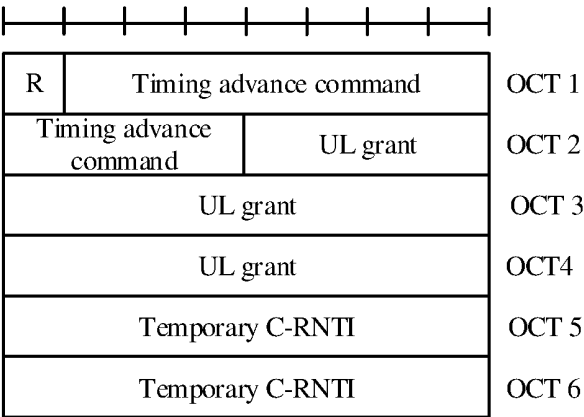 R
Timing advance command
OCT 1
Timing advance
command
UL grant
OCT 2
UL grant
OCT 3
UL grant
OCT4
Temporary C-RNTI
OCT 5
Temporary C-RNTI
OCT 6